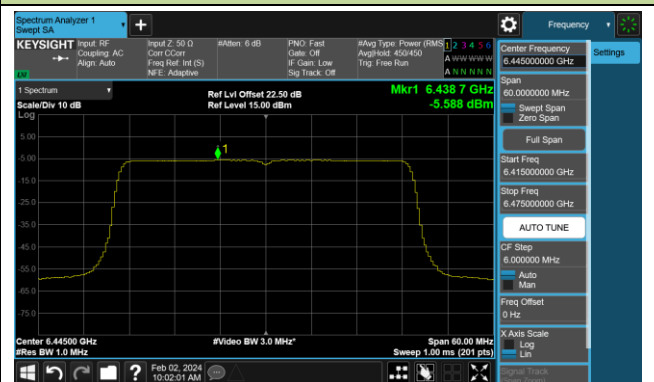 Spectrum Analyzer 1
Swept SA
+
Frequency
KEYSIGHT
Input: RF
Coupling: AC
Align: Auto
Input Z: 50 Ω
Corr CCorr
Freq Ref: Int (S)
NFE: Adaptive
#Atten: 6 dB
PNO: Fast
Gate: Off
IF Gain: Low
Sig Track: Off
#Avg Type: Power (RMS
Avg|Hold: 450/450
Trig: Free Run
1 2 3 4 5 6
A W W W W W
A N N N N N
Center Frequency
6.445000000 GHz
Settings
Span
60.0000000 MHz
Swept Span
Zero Span
Full Span
Start Freq
6.415000000 GHz
Stop Freq
6.475000000 GHz
AUTO TUNE
CF Step
6.000000 MHz
Auto
Man
Freq Offset
0 Hz
X Axis Scale
Log
Lin
Signal Track
1 Spectrum
Scale/Div 10 dB
Log
Ref Lvl Offset 22.50 dB
Ref Level 15.00 dBm
Mkr1 6.438 7 GHz
-5.588 dBm
1
5.00
-5.00
-15.0
-25.0
-35.0
-45.0
-55.0
-65.0
-75.0
Center 6.44500 GHz
#Res BW 1.0 MHz
#Video BW 3.0 MHz*
Span 60.00 MHz
Sweep 1.00 ms (201 pts)
?
Feb 02, 2024
10:02:01 AM